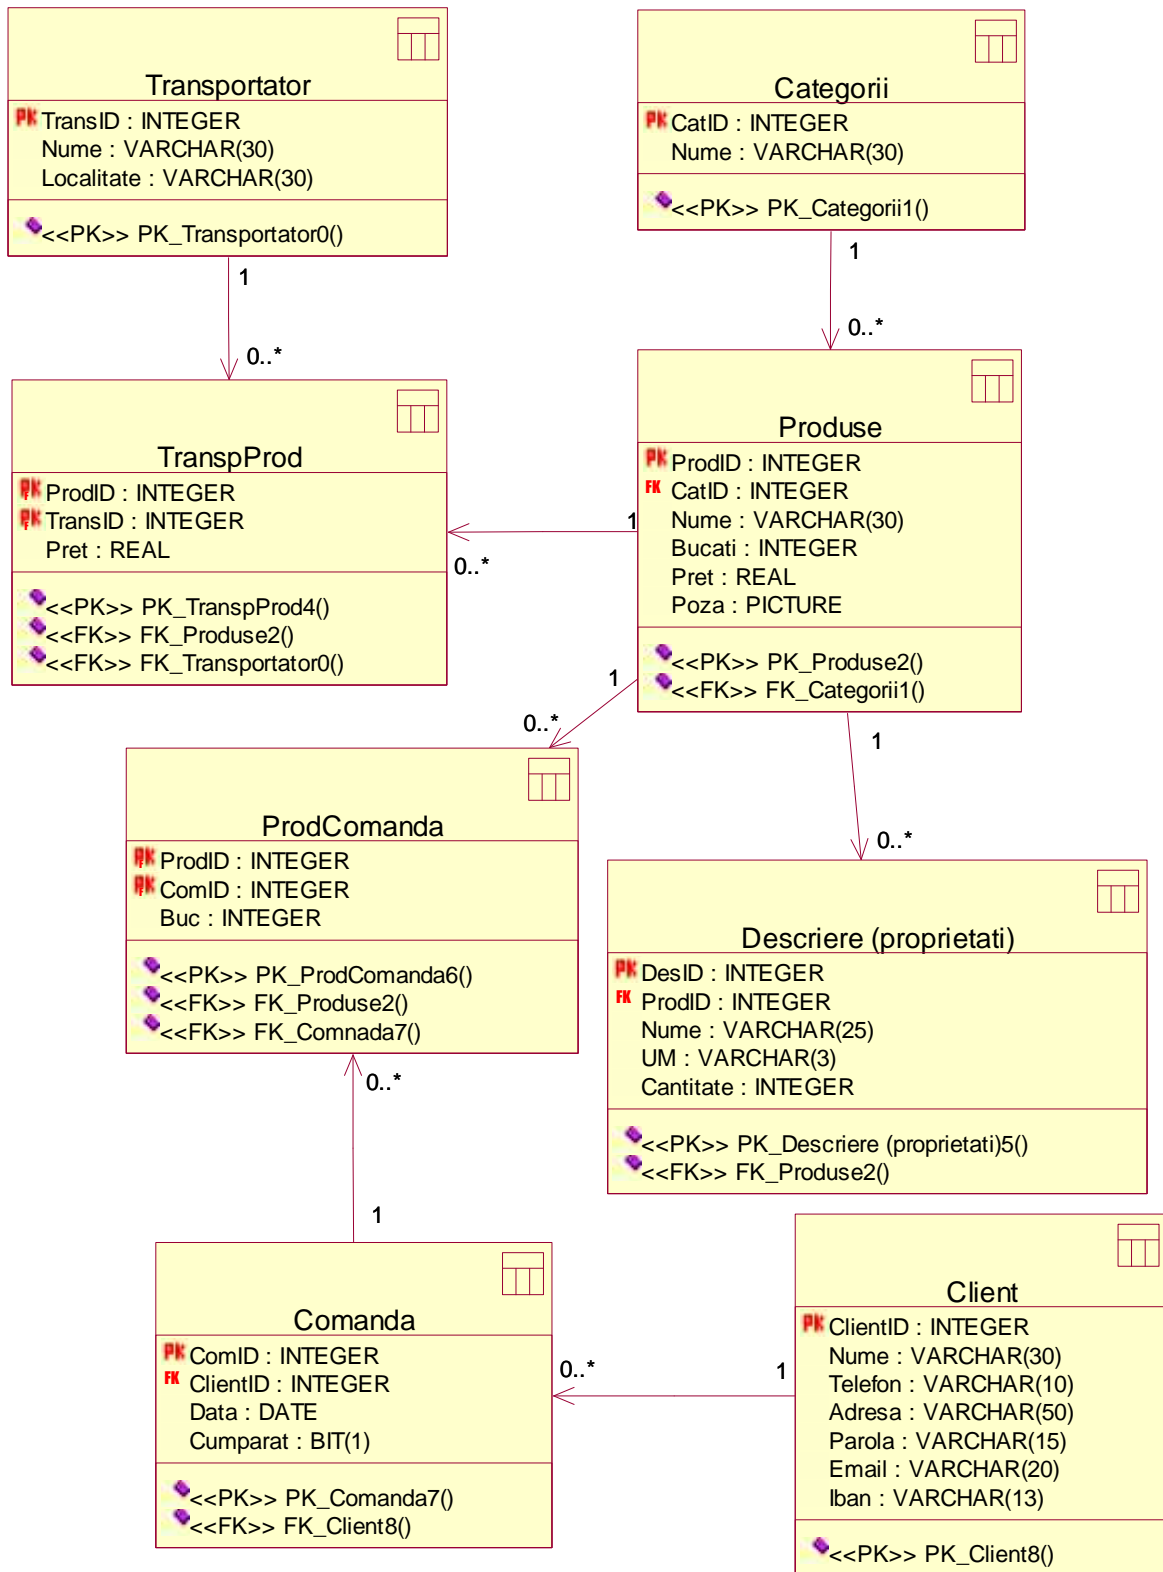 Transportator
PK TransID : INTEGER
Nume : VARCHAR(30)
Localitate : VARCHAR(30)
<<PK>> PK_Transportator0()
1
0..*
Categorii
PK CatID : INTEGER
Nume : VARCHAR(30)
<<PK>> PK_Categorii1()
1
0..*
TranspProd
PK ProdID : INTEGER
PK TransID : INTEGER
Pret : REAL
<<PK>> PK_TranspProd4()
<<FK>> FK_Produse2()
<<FK>> FK_Transportator0()
0..*
1
Produse
PK ProdID : INTEGER
FK CatID : INTEGER
Nume : VARCHAR(30)
Bucati : INTEGER
Pret : REAL
Poza : PICTURE
<<PK>> PK_Produse2()
<<FK>> FK_Categorii1()
1
0..*
1
0..*
ProdComanda
PK ProdID : INTEGER
PK ComID : INTEGER
Buc : INTEGER
<<PK>> PK_ProdComanda6()
<<FK>> FK_Produse2()
<<FK>> FK_Comnada7()
0..*
1
Descriere (proprietati)
PK DesID : INTEGER
FK ProdID : INTEGER
Nume : VARCHAR(25)
UM : VARCHAR(3)
Cantitate : INTEGER
<<PK>> PK_Descriere (proprietati)5()
<<FK>> FK_Produse2()
Comanda
PK ComID : INTEGER
FK ClientID : INTEGER
Data : DATE
Cumparat : BIT(1)
<<PK>> PK_Comanda7()
<<FK>> FK_Client8()
0..*
1
Client
PK ClientID : INTEGER
Nume : VARCHAR(30)
Telefon : VARCHAR(10)
Adresa : VARCHAR(50)
Parola : VARCHAR(15)
Email : VARCHAR(20)
Iban : VARCHAR(13)
<<PK>> PK_Client8()